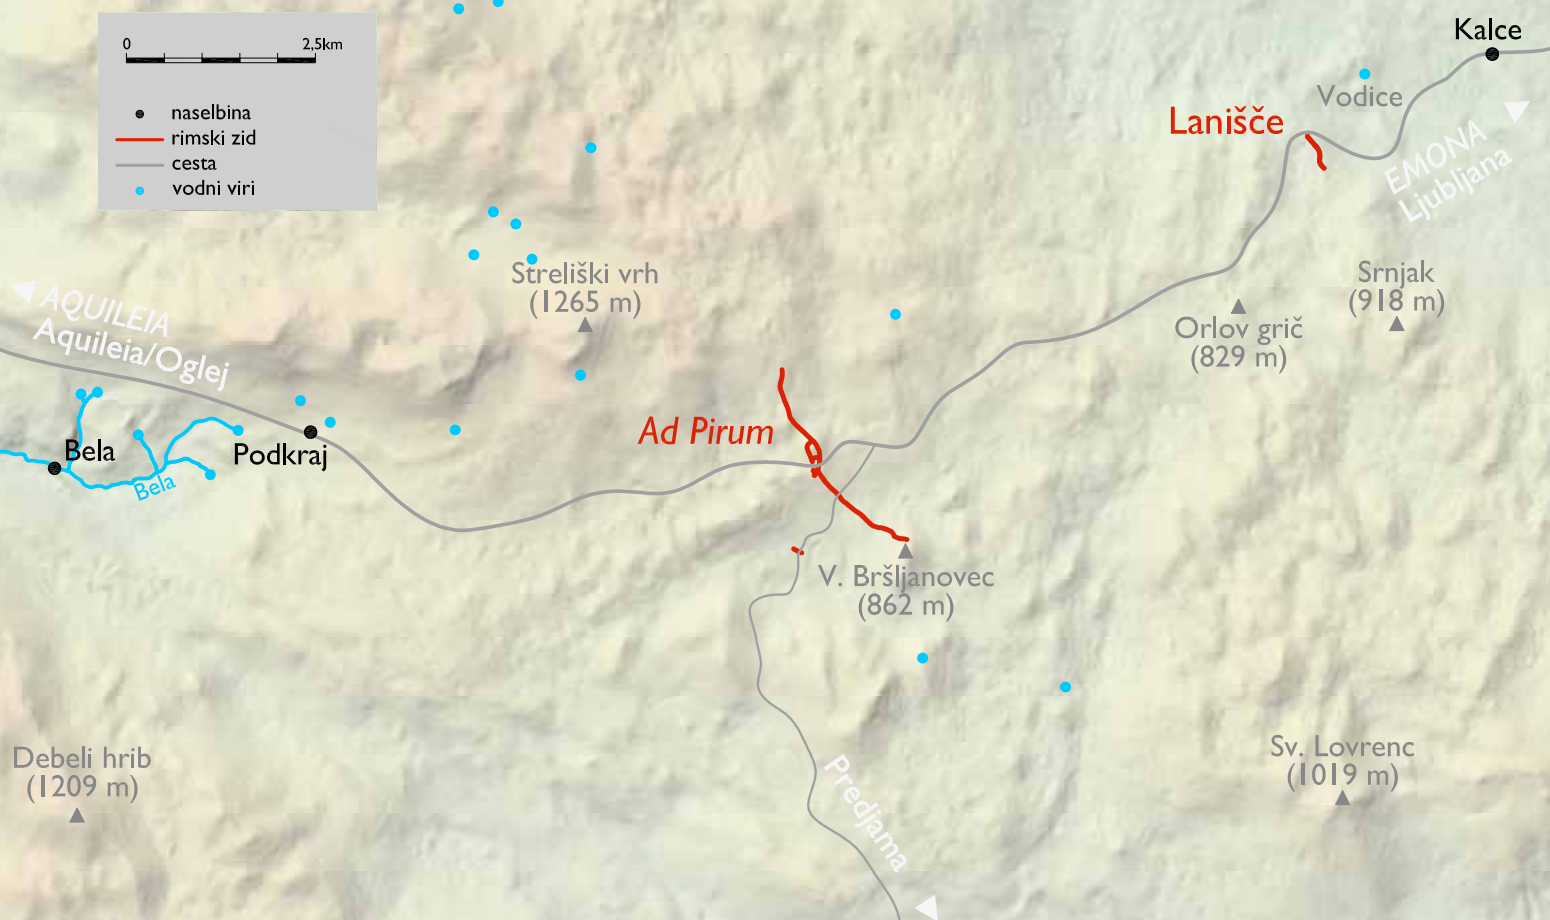 0 2,5km
naselbina
rimski zid
cesta
vodni viri
Kalce
Vodice
Lanišče
EMONA
Ljubljana
Streliški vrh
(1265 m)
Srnjak
(918 m)
Orlov grič
(829 m)
AQUILEIA
Aquileia/Oglej
Ad Pirum
Bela
Podkraj
Bela
V. Bršljanovec
(862 m)
Debeli hrib
(1209 m)
Predjama
Sv. Lovrenc
(1019 m)